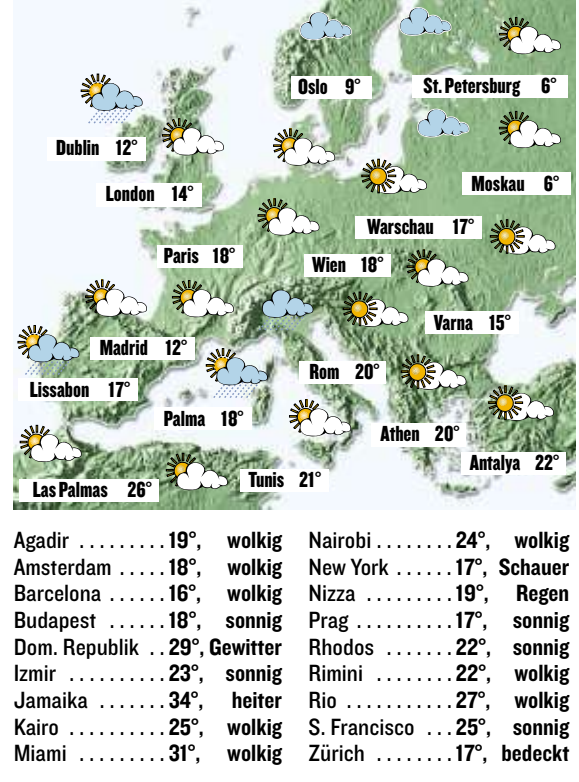 Oslo 9°
St. Petersburg 6°
Dublin 12°
London 14°
Moskau 6°
Warschau 17°
Paris 18°
Wien 18°
Varna 15°
Madrid 12°
Rom 20°
Lissabon 17°
Palma 18°
Athen 20°
Antalya 22°
Tunis 21°
Las Palmas 26°
Agadir ......... 19°, wolkig
Amsterdam ..... 18°, wolkig
Barcelona ...... 16°, wolkig
Budapest ...... 18°, sonnig
Dom. Republik .. 29°, Gewitter
Izmir .......... 23°, sonnig
Jamaika ....... 34°, heiter
Kairo .......... 25°, wolkig
Miami ......... 31°, wolkig
Nairobi ........ 24°, wolkig
New York ...... 17°, Schauer
Nizza ......... 19°, Regen
Prag .......... 17°, sonnig
Rhodos ....... 22°, sonnig
Rimini ........ 22°, wolkig
Rio ........... 27°, wolkig
S. Francisco ... 25°, sonnig
Zürich ........ 17°, bedeckt